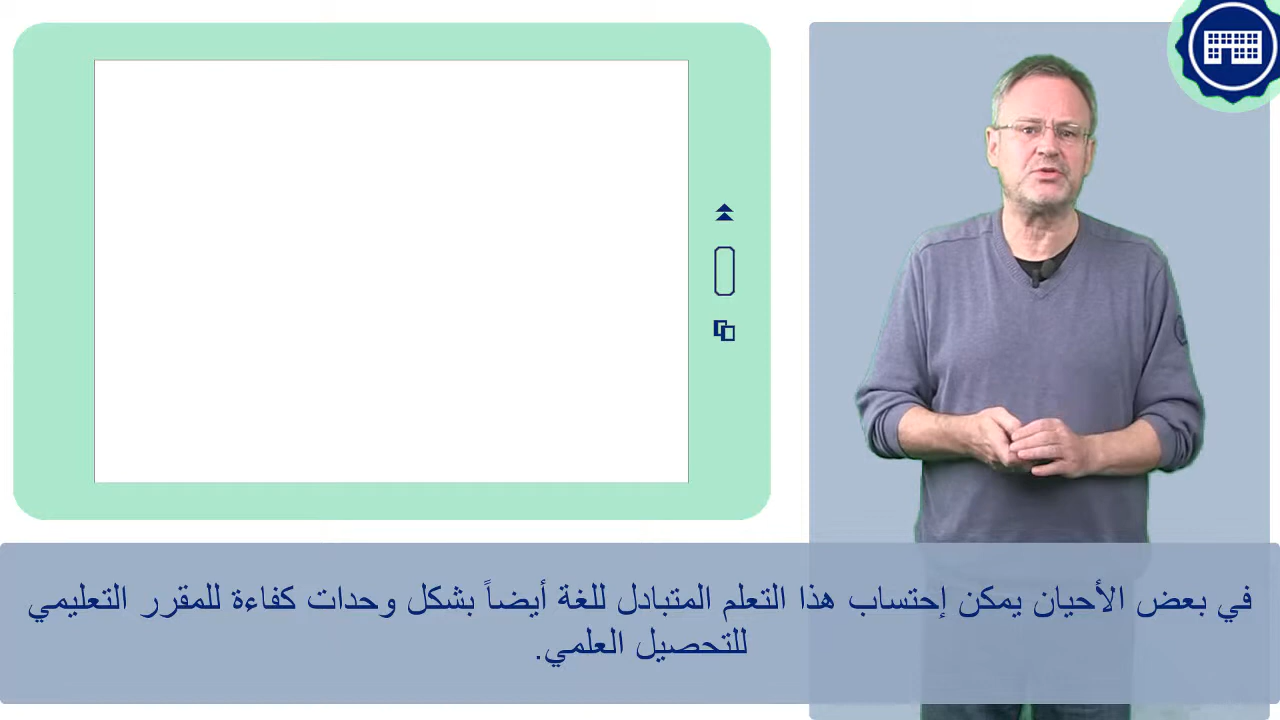 في بعض الأحيان يمكن إحتساب هذا التعلم المتبادل للغة أيضاً بشكل وحدات كفاءة للمقرر التعليمي
للتحصيل العلمي.